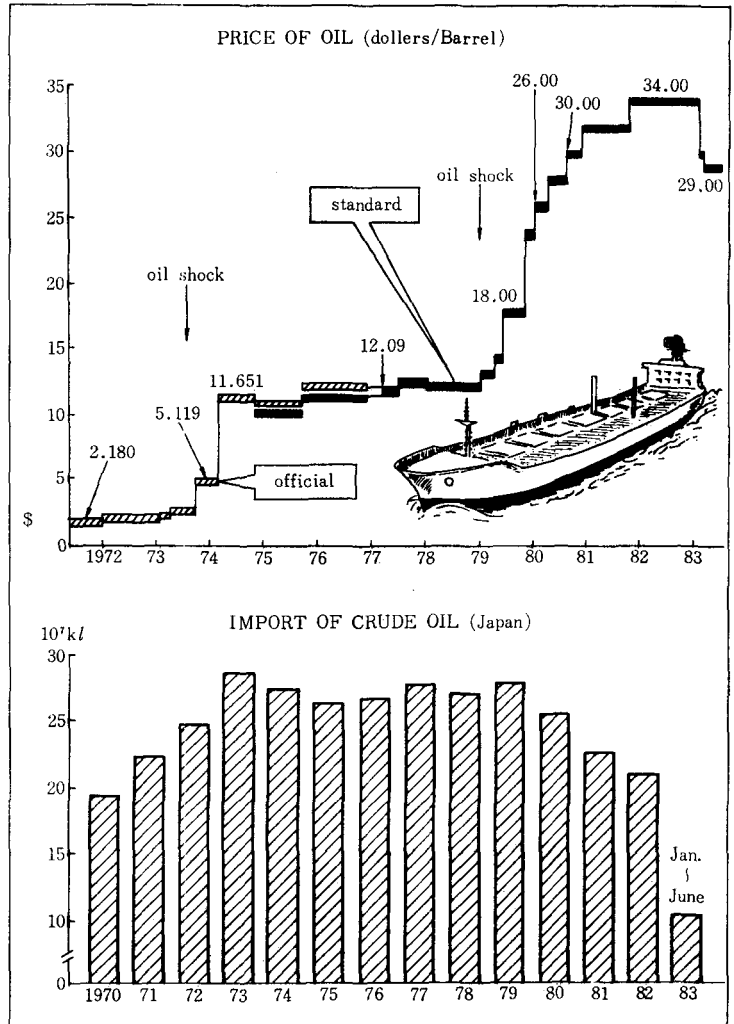 PRICE OF OIL (dollers/Barrel)
35
30
25
20
15
10
5
$
0
26.00
34.00
30.00
oil shock
29.00
standard
oil shock
18.00
12.09
11.651
5.119
2.180
official
1972 73 74 75 76 77 78 79 80 81 82 83
IMPORT OF CRUDE OIL (Japan)
10⁷kl
30
25
20
15
10
0
Jan.
⌇
June
1970 71 72 73 74 75 76 77 78 79 80 81 82 83